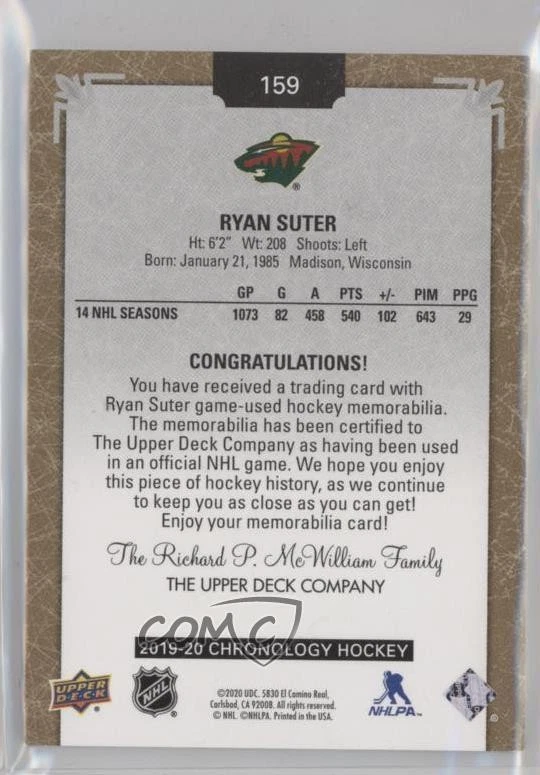 159
®
RYAN SUTER
Ht: 6'2" Wt: 208 Shoots: Left
Born: January 21, 1985 Madison, Wisconsin
GP G A PTS +/- PIM PPG
14 NHL SEASONS 1073 82 458 540 102 643 29
CONGRATULATIONS!
You have received a trading card with
Ryan Suter game-used hockey memorabilia.
The memorabilia has been certified to
The Upper Deck Company as having been used
in an official NHL game. We hope you enjoy
this piece of hockey history, as we continue
to keep you as close as you can get!
Enjoy your memorabilia card!
The Richard P. McWilliam Family
THE UPPER DECK COMPANY
COMC
2019-20 CHRONOLOGY HOCKEY
UPPER DECK
NHL
©2020 UDC. 5830 El Camino Real,
Carlsbad, CA 92008. All rights reserved.
© NHL. ©NHLPA. Printed in the USA.
NHLPA™
®